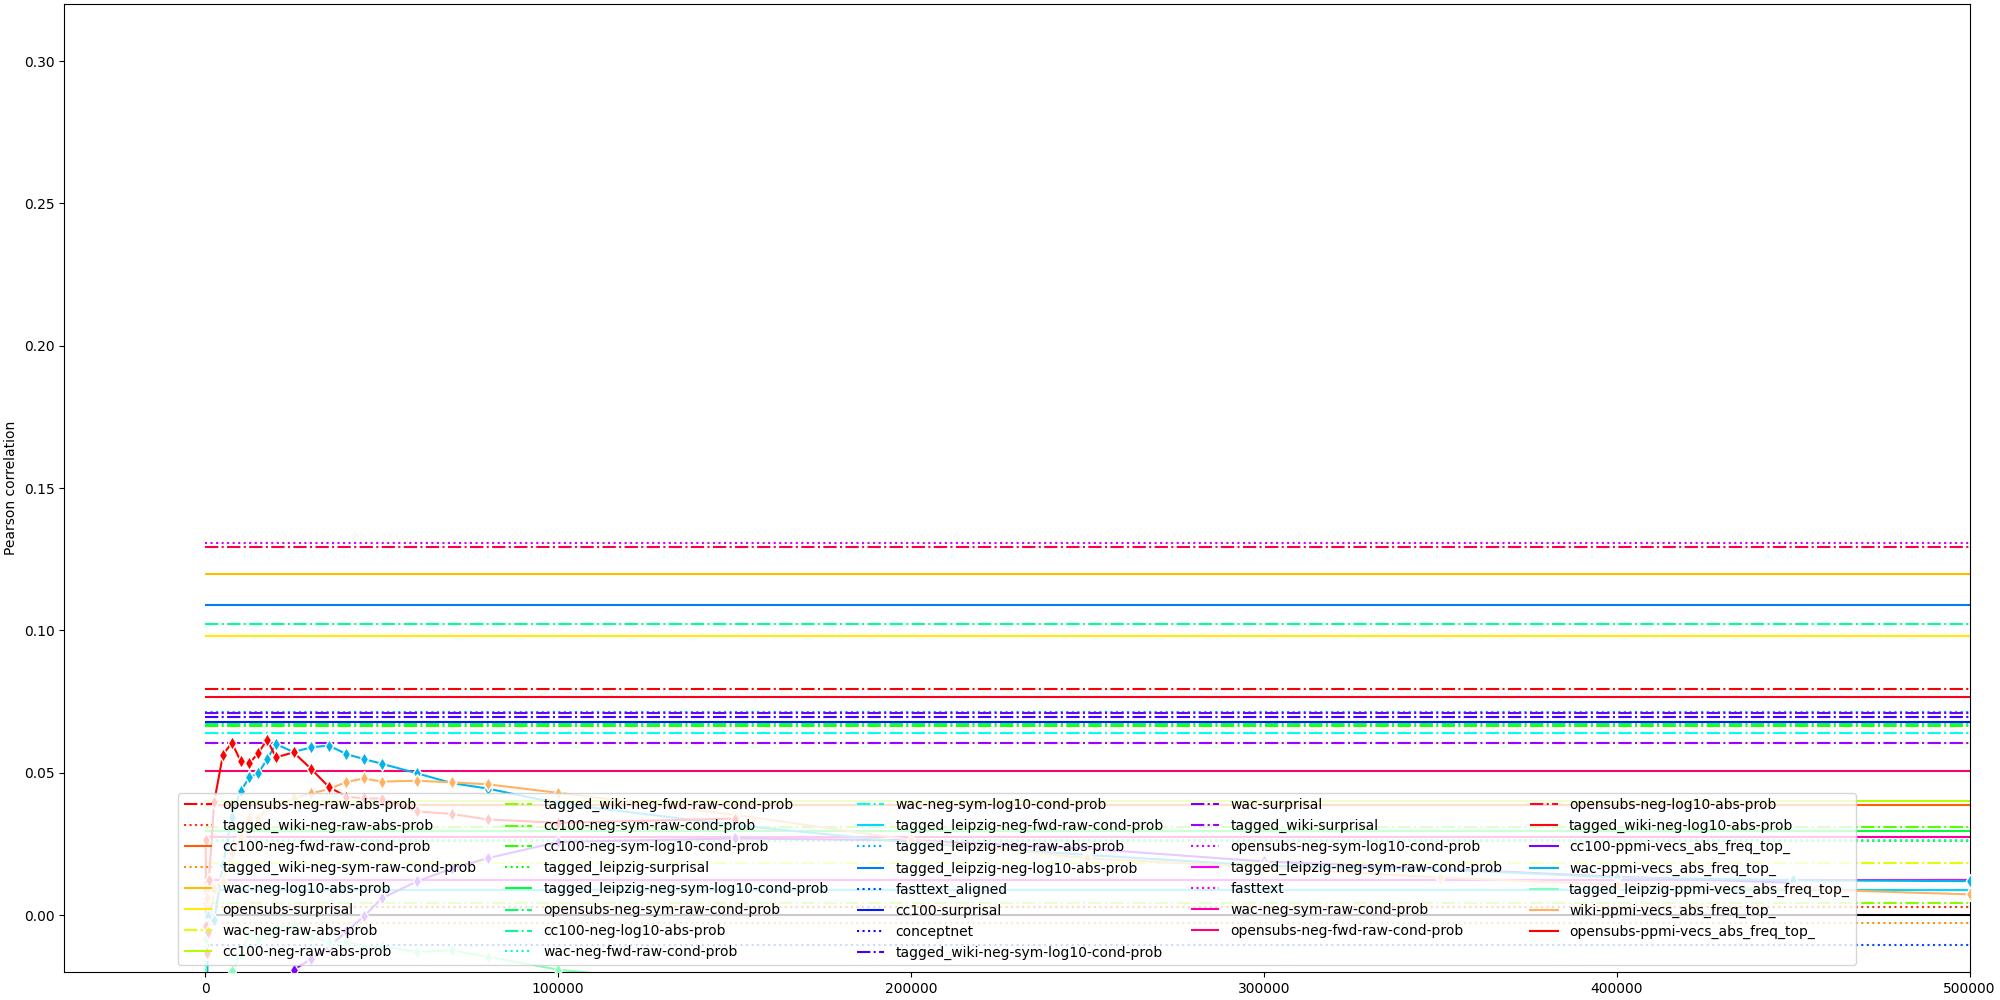 0.30
0.25
0.20
0.15
0.10
0.05
0.00
Pearson correlation
opensubs-neg-raw-abs-prob
tagged_wiki-neg-raw-abs-prob
cc100-neg-fwd-raw-cond-prob
tagged_wiki-neg-sym-raw-cond-prob
wac-neg-log10-abs-prob
opensubs-surprisal
wac-neg-raw-abs-prob
cc100-neg-raw-abs-prob
tagged_wiki-neg-fwd-raw-cond-prob
cc100-neg-sym-raw-cond-prob
cc100-neg-sym-log10-cond-prob
tagged_leipzig-surprisal
tagged_leipzig-neg-sym-log10-cond-prob
opensubs-neg-sym-raw-cond-prob
cc100-neg-log10-abs-prob
wac-neg-fwd-raw-cond-prob
wac-neg-sym-log10-cond-prob
tagged_leipzig-neg-fwd-raw-cond-prob
tagged_leipzig-neg-raw-abs-prob
tagged_leipzig-neg-log10-abs-prob
fasttext_aligned
cc100-surprisal
conceptnet
tagged_wiki-neg-sym-log10-cond-prob
wac-surprisal
tagged_wiki-surprisal
opensubs-neg-sym-log10-cond-prob
tagged_leipzig-neg-sym-raw-cond-prob
fasttext
wac-neg-sym-raw-cond-prob
opensubs-neg-fwd-raw-cond-prob
opensubs-neg-log10-abs-prob
tagged_wiki-neg-log10-abs-prob
cc100-ppmi-vecs_abs_freq_top_
wac-ppmi-vecs_abs_freq_top_
tagged_leipzig-ppmi-vecs_abs_freq_top_
wiki-ppmi-vecs_abs_freq_top_
opensubs-ppmi-vecs_abs_freq_top_
0 100000 200000 300000 400000 500000